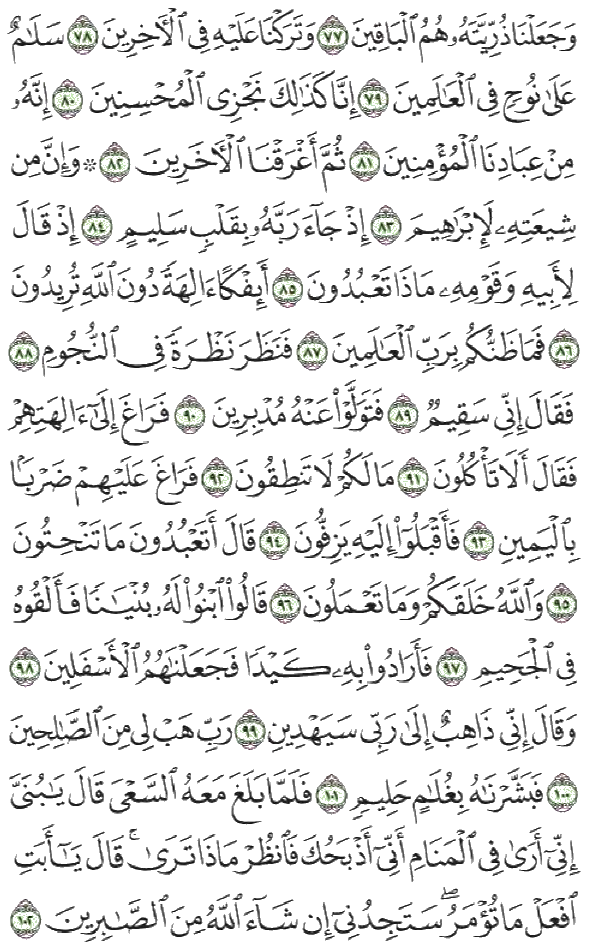 وَجَعَلْنَا ذُرِّيَّتَهُۥ هُمُ ٱلْبَاقِينَ ٧٧ وَتَرَكْنَا عَلَيْهِ فِى ٱلْأَخِرِينَ ٧٨ سَلَٰمٌ
عَلَىٰ نُوحٍ فِى ٱلْعَٰلَمِينَ ٧٩ إِنَّا كَذَٰلِكَ نَجْزِى ٱلْمُحْسِنِينَ ٨٠ إِنَّهُۥ
مِنْ عِبَادِنَا ٱلْمُؤْمِنِينَ ٨١ ثُمَّ أَغْرَقْنَا ٱلْأَخَرِينَ ٨٢ ۞ وَإِنَّ مِن
شِيعَتِهِۦ لَإِبْرَٰهِيمَ ٨٣ إِذْ جَآءَ رَبَّهُۥ بِقَلْبٍ سَلِيمٍ ٨٤ إِذْ قَالَ
لِأَبِيهِ وَقَوْمِهِۦ مَاذَا تَعْبُدُونَ ٨٥ أَئِفْكًا ءَالِهَةً دُونَ ٱللَّهِ تُرِيدُونَ
٨٦ فَمَا ظَنُّكُم بِرَبِّ ٱلْعَٰلَمِينَ ٨٧ فَنَظَرَ نَظْرَةً فِى ٱلنُّجُومِ ٨٨
فَقَالَ إِنِّى سَقِيمٌ ٨٩ فَتَوَلَّوْا۟ عَنْهُ مُدْبِرِينَ ٩٠ فَرَاغَ إِلَىٰٓ ءَالِهَتِهِمْ
فَقَالَ أَلَا تَأْكُلُونَ ٩١ مَا لَكُمْ لَا تَنطِقُونَ ٩٢ فَرَاغَ عَلَيْهِمْ ضَرْبًۢا
بِٱلْيَمِينِ ٩٣ فَأَقْبَلُوٓا۟ إِلَيْهِ يَزِفُّونَ ٩٤ قَالَ أَتَعْبُدُونَ مَا تَنْحِتُونَ
٩٥ وَٱللَّهُ خَلَقَكُمْ وَمَا تَعْمَلُونَ ٩٦ قَالُوا۟ ٱبْنُوا۟ لَهُۥ بُنْيَٰنًا فَأَلْقُوهُ
فِى ٱلْجَحِيمِ ٩٧ فَأَرَادُوا۟ بِهِۦ كَيْدًا فَجَعَلْنَٰهُمُ ٱلْأَسْفَلِينَ ٩٨
وَقَالَ إِنِّى ذَاهِبٌ إِلَىٰ رَبِّى سَيَهْدِينِ ٩٩ رَبِّ هَبْ لِى مِنَ ٱلصَّٰلِحِينَ
١٠٠ فَبَشَّرْنَٰهُ بِغُلَٰمٍ حَلِيمٍ ١٠١ فَلَمَّا بَلَغَ مَعَهُ ٱلسَّعْىَ قَالَ يَٰبُنَىَّ
إِنِّىٓ أَرَىٰ فِى ٱلْمَنَامِ أَنِّىٓ أَذْبَحُكَ فَٱنظُرْ مَاذَا تَرَىٰ ۚ قَالَ يَٰٓأَبَتِ
ٱفْعَلْ مَا تُؤْمَرُ ۖ سَتَجِدُنِىٓ إِن شَآءَ ٱللَّهُ مِنَ ٱلصَّٰبِرِينَ ١٠٢